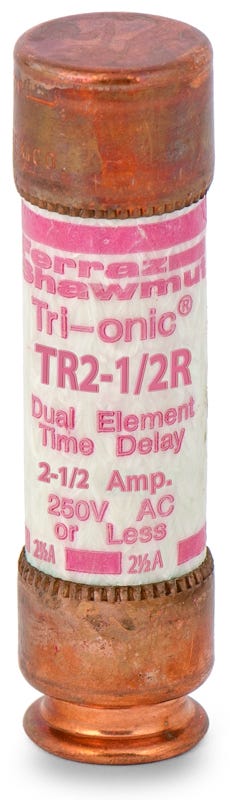 Ferraz
Shawmut
Tri-onic®
TR2-1/2R
Dual Element
Time Delay
2-1/2 Amp.
250V AC
or Less
2½A 2½A